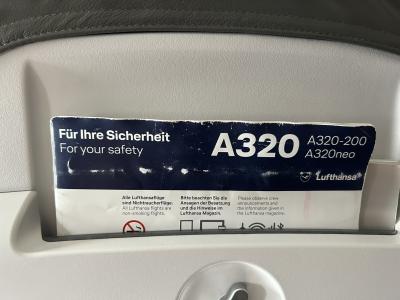 Für Ihre Sicherheit
For your safety
A320
A320-200
A320neo
Lufthansa
Alle Lufthansaflüge
sind Nichtraucherflüge.
All Lufthansa flights are
non-smoking flights.
Bitte beachten Sie die
Ansagen der Besatzung
und die Hinweise im
Lufthansa Magazin.
Please observe crew
announcements and
the information given in
the Lufthansa magazine.